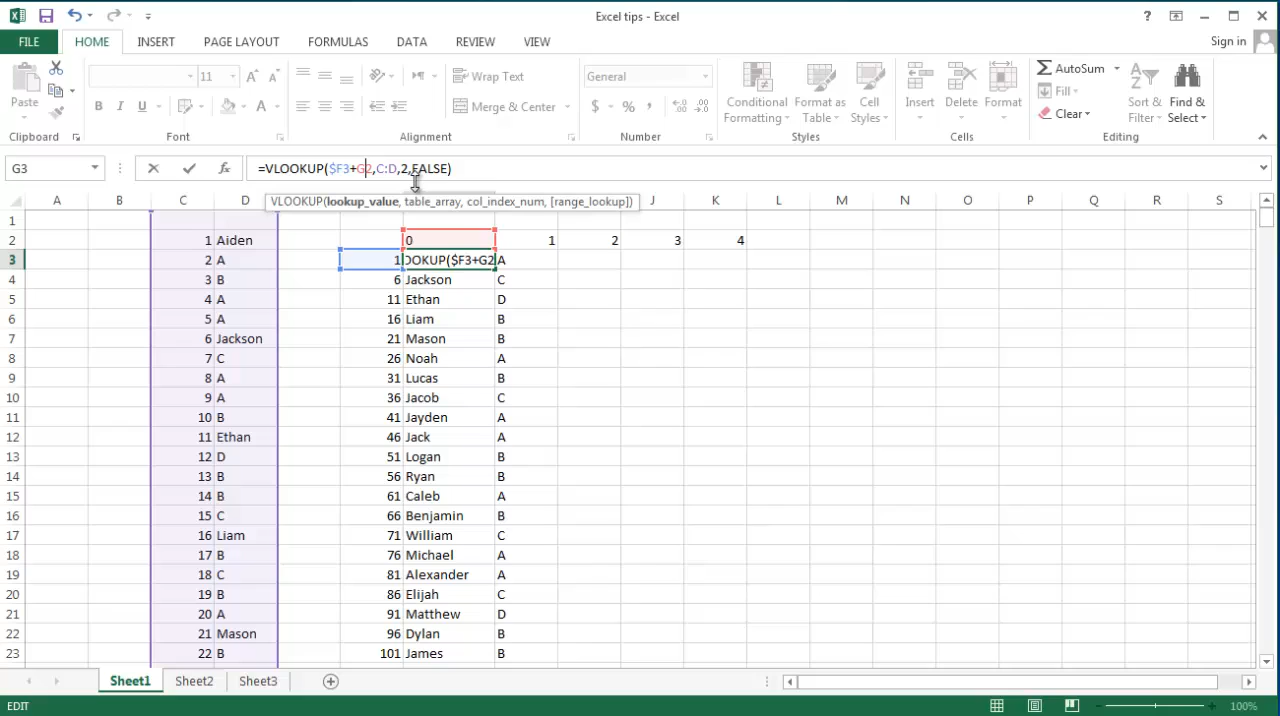 Excel tips - Excel
?
Sign in
FILE HOME INSERT PAGE LAYOUT FORMULAS DATA REVIEW VIEW
11 A A Wrap Text General AutoSum
Paste B I U A Merge & Center $ % , Conditional Formatting Formatas Table Cell Styles Insert Delete Format Fill Clear Sort & Filter Find & Select
Clipboard Font Alignment Number Styles Cells Editing
G3 fx =VLOOKUP($F3+G2,C:D,2,FALSE)
VLOOKUP(lookup_value, table_array, col_index_num, [range_lookup])
A B C D J K L M N O P Q R S
1
2 1 Aiden 0 1 2 3 4
3 2 A 1 OOKUP($F3+G2 A
4 3 B 6 Jackson C
5 4 A 11 Ethan D
6 5 A 16 Liam B
7 6 Jackson 21 Mason B
8 7 C 26 Noah A
9 8 A 31 Lucas B
10 9 A 36 Jacob C
11 10 B 41 Jayden A
12 11 Ethan 46 Jack A
13 12 D 51 Logan B
14 13 B 56 Ryan B
15 14 B 61 Caleb A
16 15 C 66 Benjamin B
17 16 Liam 71 William C
18 17 B 76 Michael A
19 18 C 81 Alexander A
20 19 B 86 Elijah C
21 20 A 91 Matthew D
22 21 Mason 96 Dylan B
23 22 B 101 James B
Sheet1 Sheet2 Sheet3
EDIT 100%